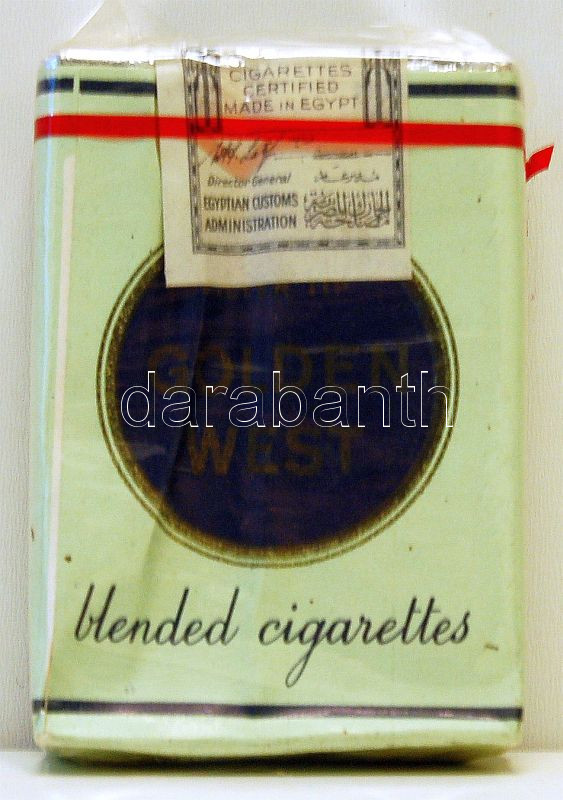 CIGARETTES
CERTIFIED
MADE IN EGYPT
Director General
EGYPTIAN CUSTOMS
ADMINISTRATION
GOLDEN
darabanth
WEST
blended cigarettes